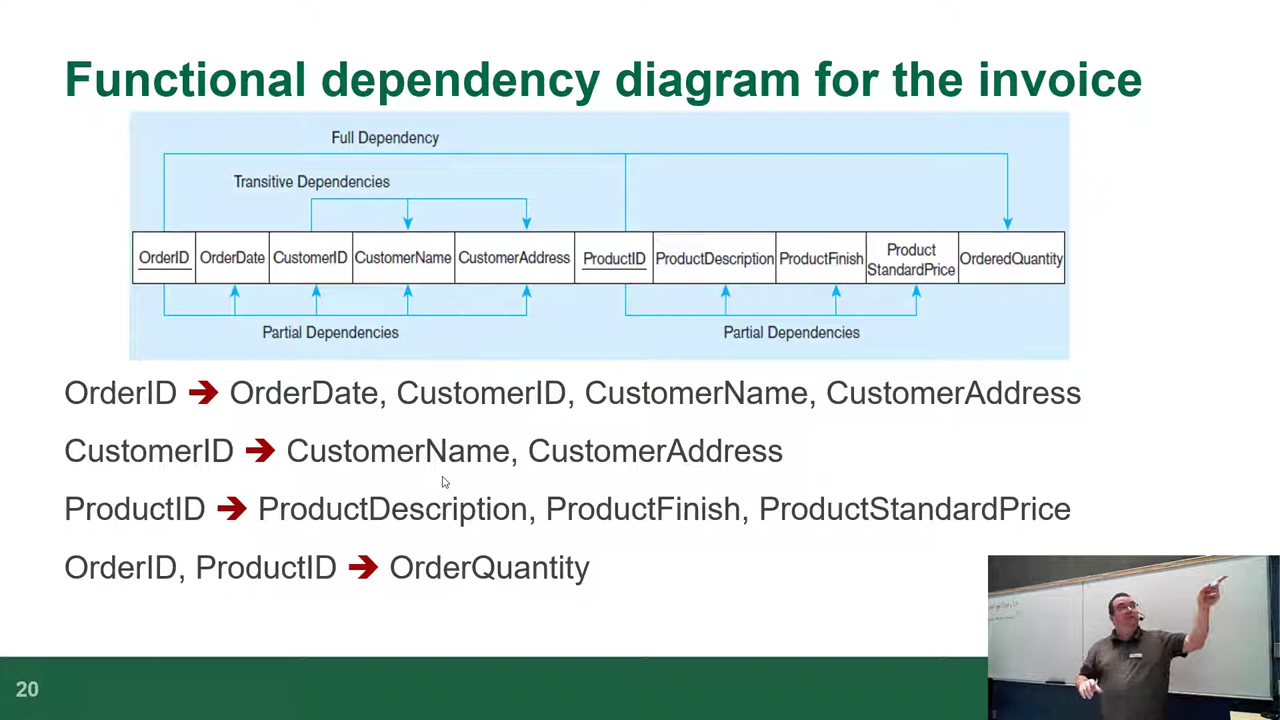 Functional dependency diagram for the invoice
Full Dependency
Transitive Dependencies
OrderID OrderDate CustomerID CustomerName CustomerAddress ProductID ProductDescription ProductFinish Product StandardPrice OrderedQuantity
Partial Dependencies Partial Dependencies
OrderID ➔ OrderDate, CustomerID, CustomerName, CustomerAddress
CustomerID ➔ CustomerName, CustomerAddress
ProductID ➔ ProductDescription, ProductFinish, ProductStandardPrice
OrderID, ProductID ➔ OrderQuantity
20